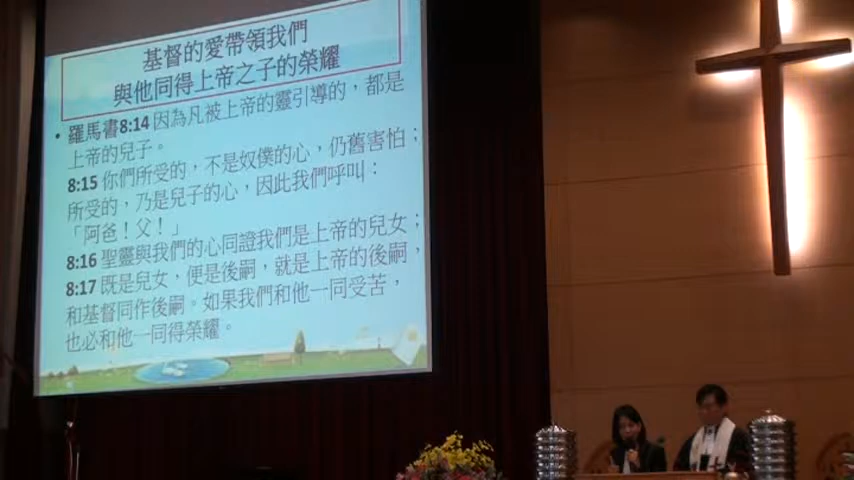 基督的愛帶領我們
與他同得上帝之子的榮耀
• 羅馬書8:14 因為凡被上帝的靈引導的，都是
上帝的兒子。
8:15 你們所受的，不是奴僕的心，仍舊害怕；
所受的，乃是兒子的心，因此我們呼叫：
「阿爸！父！」
8:16 聖靈與我們的心同證我們是上帝的兒女；
8:17 既是兒女，便是後嗣，就是上帝的後嗣，
和基督同作後嗣。如果我們和他一同受苦，
也必和他一同得榮耀。